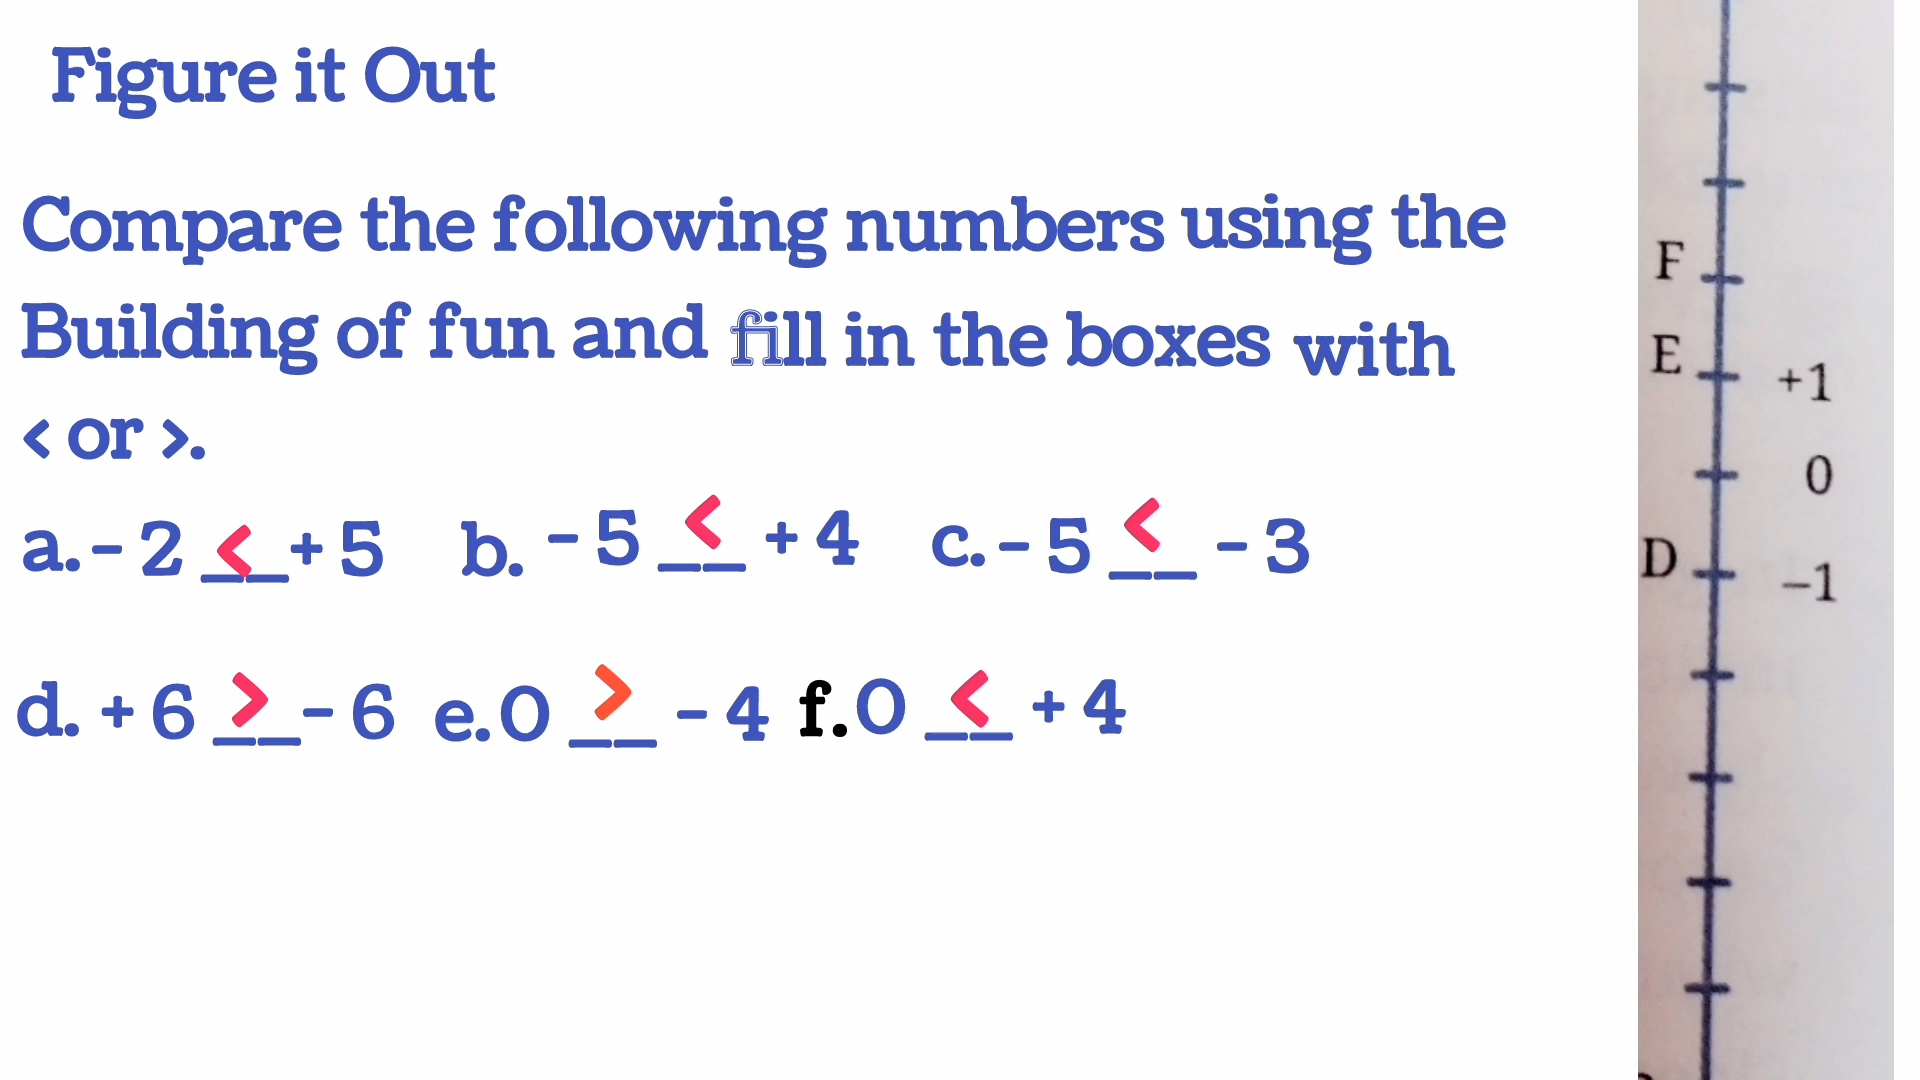 Figure it Out
Compare the following numbers using the
Building of fun and fill in the boxes with
< or >.
a. - 2 < + 5 b. - 5 < + 4 c. - 5 < - 3
d. + 6 > - 6 e. 0 > - 4 f. 0 < + 4
F
E +1
0
D –1